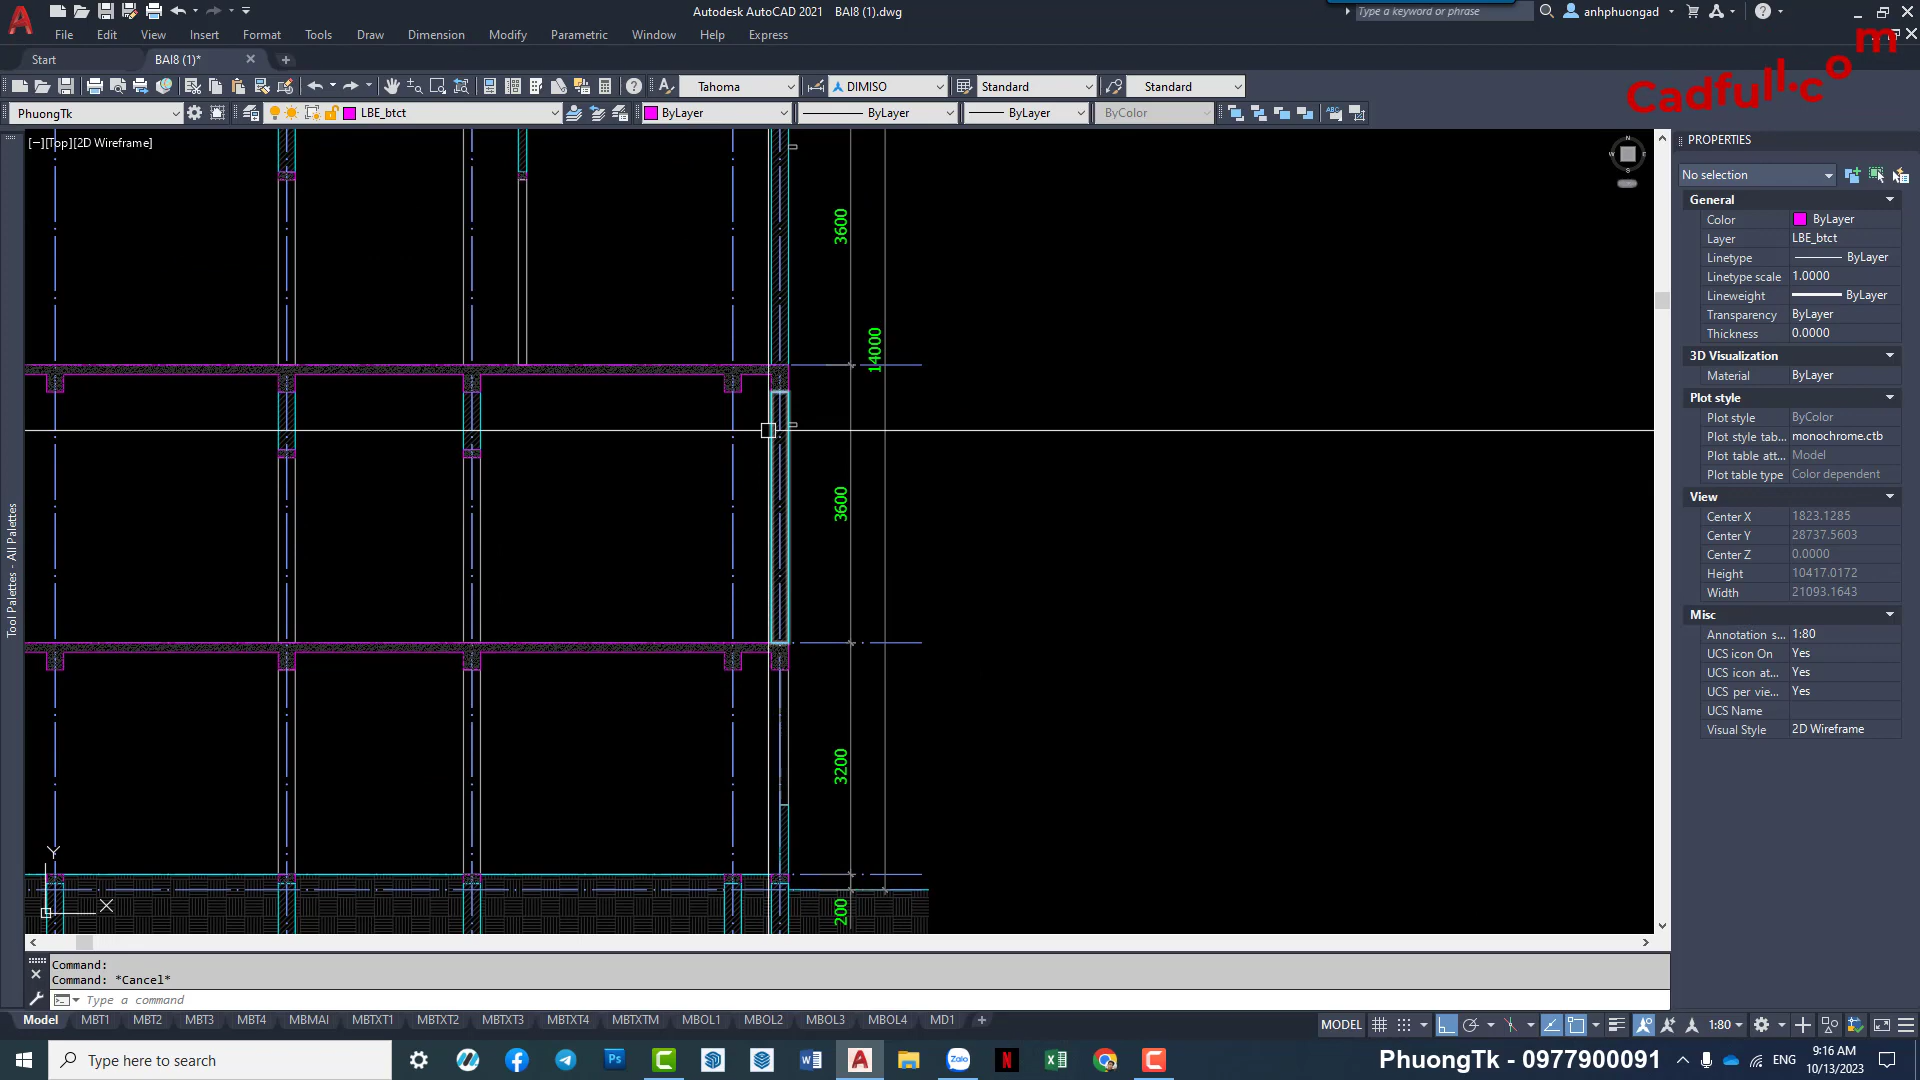 Autodesk AutoCAD 2021 BAI8 (1).dwg
Type a keyword or phrase
anhphuongad
File Edit View Insert Format Tools Draw Dimension Modify Parametric Window Help Express
Cadfull.com
Start
BAI8 (1)*
Tahoma
DIMISO
Standard
Standard
PhuongTk
LBE_btct
ByLayer
ByLayer
ByLayer
ByColor
[−][Top][2D Wireframe]
N
W
E
S
3600
14000
3600
3200
200
Y
X
Tool Palettes - All Palettes
PROPERTIES
No selection
General
Color ByLayer
Layer LBE_btct
Linetype ByLayer
Linetype scale 1.0000
Lineweight ByLayer
Transparency ByLayer
Thickness 0.0000
3D Visualization
Material ByLayer
Plot style
Plot style ByColor
Plot style tab... monochrome.ctb
Plot table att... Model
Plot table type Color dependent
View
Center X 1823.1285
Center Y 28737.5603
Center Z 0.0000
Height 10417.0172
Width 21093.1643
Misc
Annotation s... 1:80
UCS icon On Yes
UCS icon at... Yes
UCS per vie... Yes
UCS Name
Visual Style 2D Wireframe
Command:
Command: *Cancel*
Type a command
Model MBT1 MBT2 MBT3 MBT4 MBMAI MBTXT1 MBTXT2 MBTXT3 MBTXT4 MBTXTM MBOL1 MBOL2 MBOL3 MBOL4 MD1
MODEL
1:80
Type here to search
PhuongTk - 0977900091
ENG
9:16 AM
10/13/2023